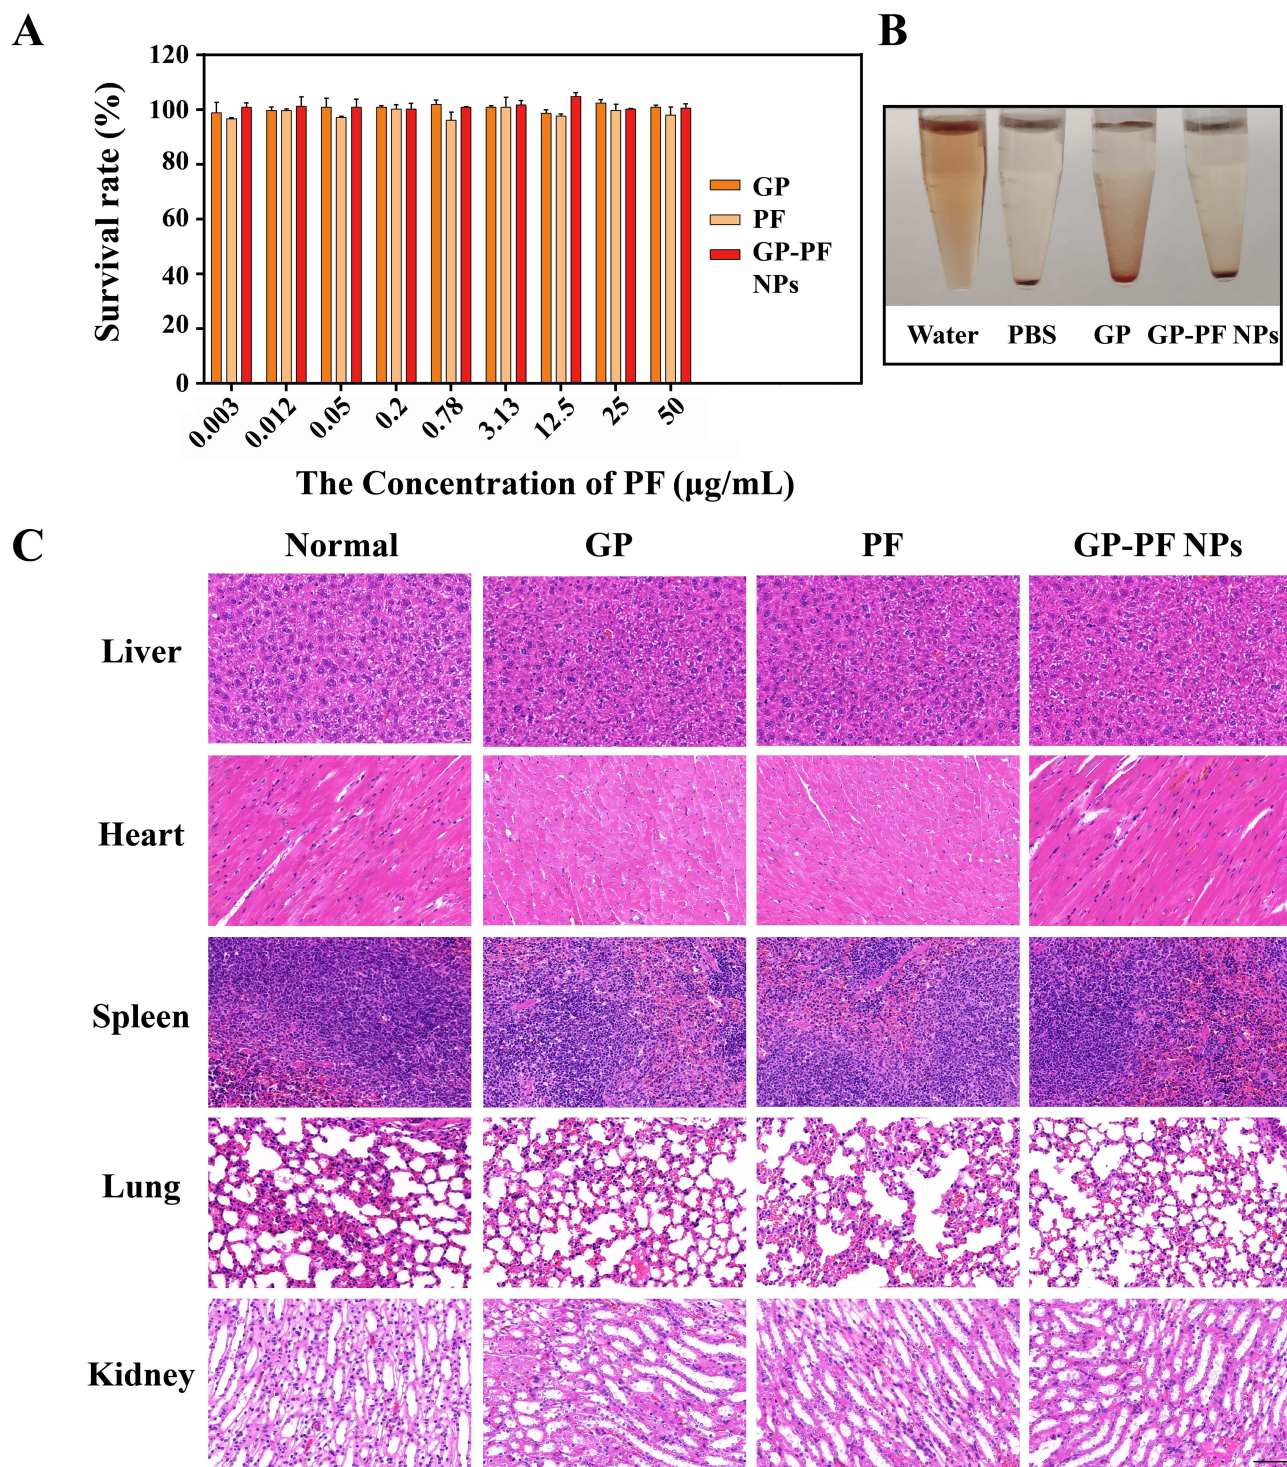 A
B
120
100
80
60
40
20
0
Survival rate (%)
GP
PF
GP-PF
NPs
0.003 0.012 0.05 0.2 0.78 3.13 12.5 25 50
The Concentration of PF (μg/mL)
Water PBS GP GP-PF NPs
C
Normal GP PF GP-PF NPs
Liver
Heart
Spleen
Lung
Kidney